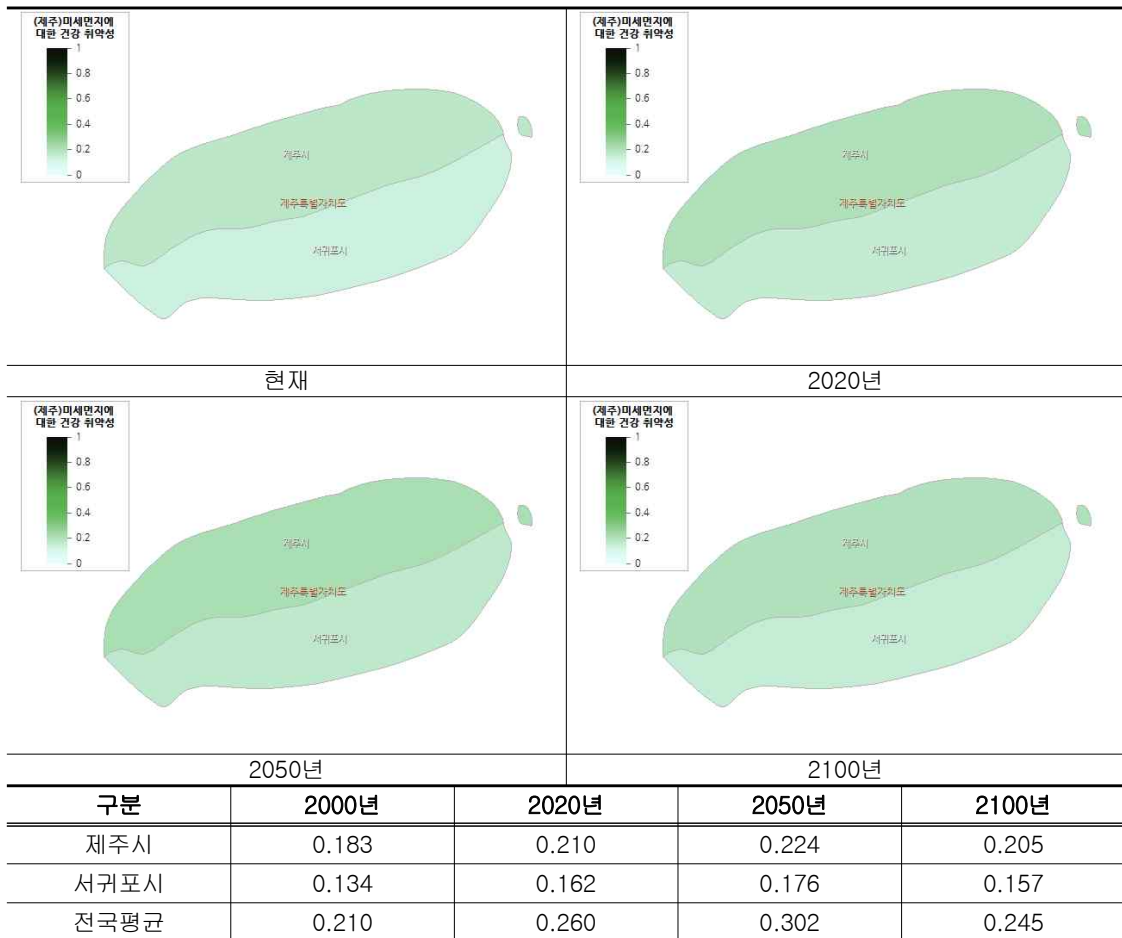 (제주)미세먼지에
대한 건강 취약성
1
0.8
0.6
0.4
0.2
0
제주시
제주특별자치도
서귀포시
현재
(제주)미세먼지에
대한 건강 취약성
1
0.8
0.6
0.4
0.2
0
제주시
제주특별자치도
서귀포시
2020년
(제주)미세먼지에
대한 건강 취약성
1
0.8
0.6
0.4
0.2
0
제주시
제주특별자치도
서귀포시
2050년
(제주)미세먼지에
대한 건강 취약성
1
0.8
0.6
0.4
0.2
0
제주시
제주특별자치도
서귀포시
2100년
구분 2000년 2020년 2050년 2100년
제주시 0.183 0.210 0.224 0.205
서귀포시 0.134 0.162 0.176 0.157
전국평균 0.210 0.260 0.302 0.245